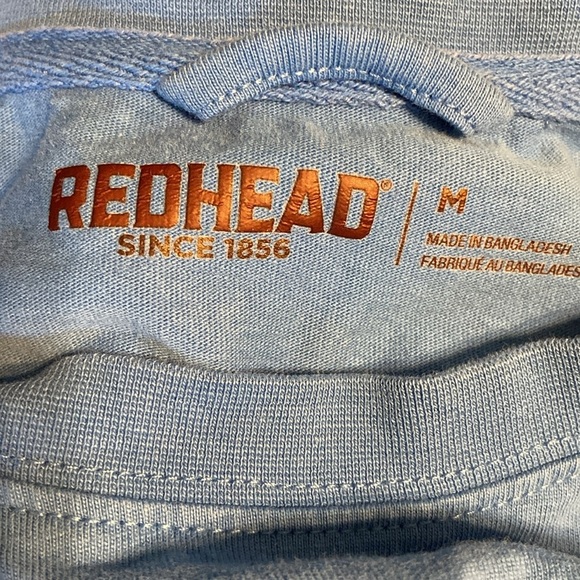 REDHEAD®
SINCE 1856
M
MADE IN BANGLADESH
FABRIQUÉ AU BANGLADES